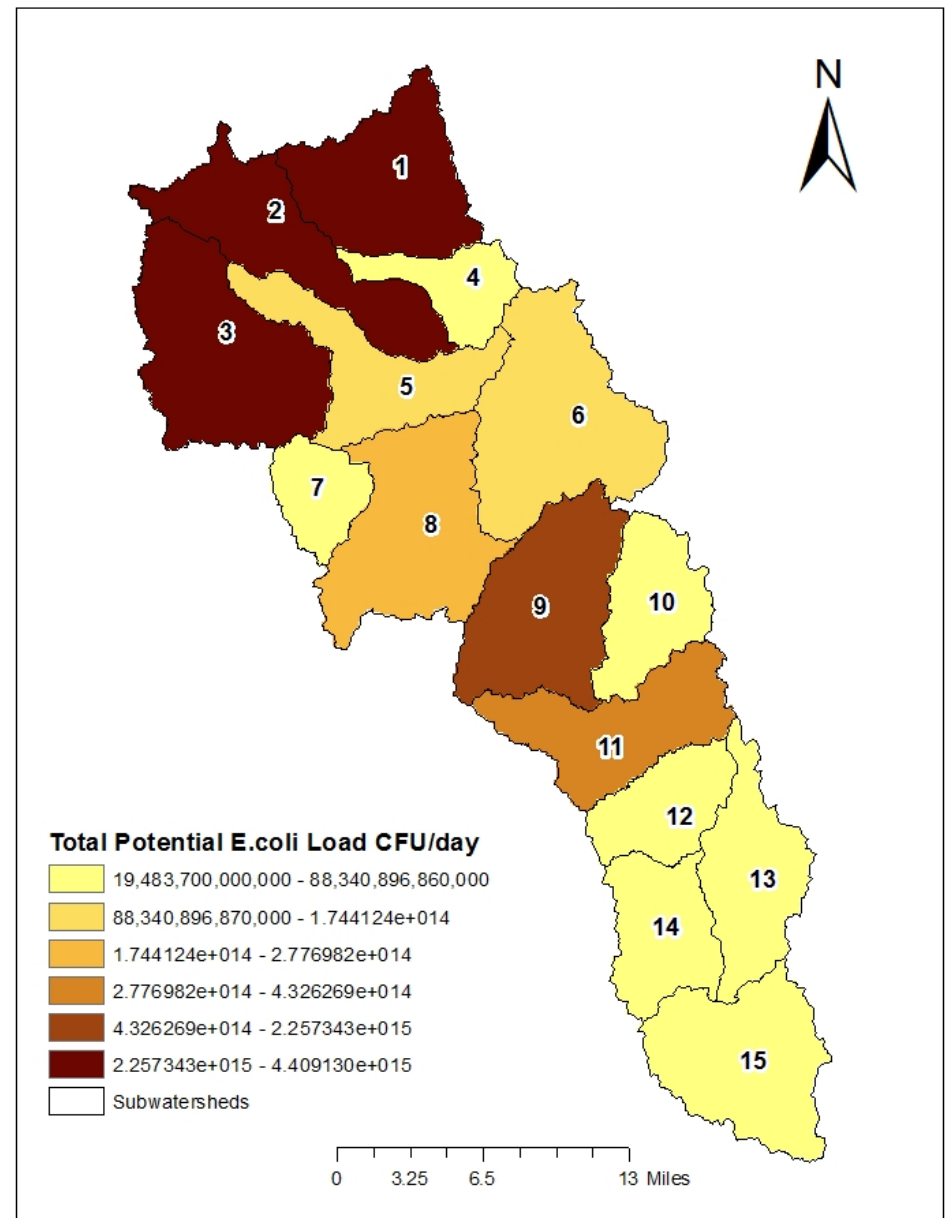 N
1
2
4
3
5
6
7
8
9
10
11
12
13
14
15
Total Potential E.coli Load CFU/day
19,483,700,000,000 - 88,340,896,860,000
88,340,896,870,000 - 1.744124e+014
1.744124e+014 - 2.776982e+014
2.776982e+014 - 4.326269e+014
4.326269e+014 - 2.257343e+015
2.257343e+015 - 4.409130e+015
Subwatersheds
0 3.25 6.5 13 Miles